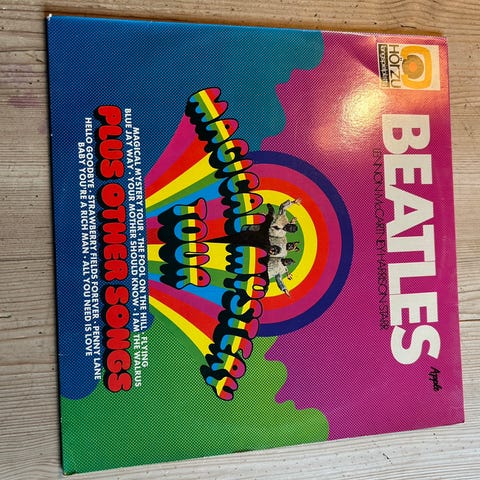 HÖRZU
BEATLES
LENNON McCARTNEY HARRISON STARR
Apple
MAGICAL MYSTERY
TOUR
MAGICAL MYSTERY TOUR · THE FOOL ON THE HILL · FLYING
BLUE JAY WAY · YOUR MOTHER SHOULD KNOW · I AM THE WALRUS
PLUS OTHER SONGS
HELLO GOODBYE · STRAWBERRY FIELDS FOREVER · PENNY LANE
BABY YOU'RE A RICH MAN · ALL YOU NEED IS LOVE